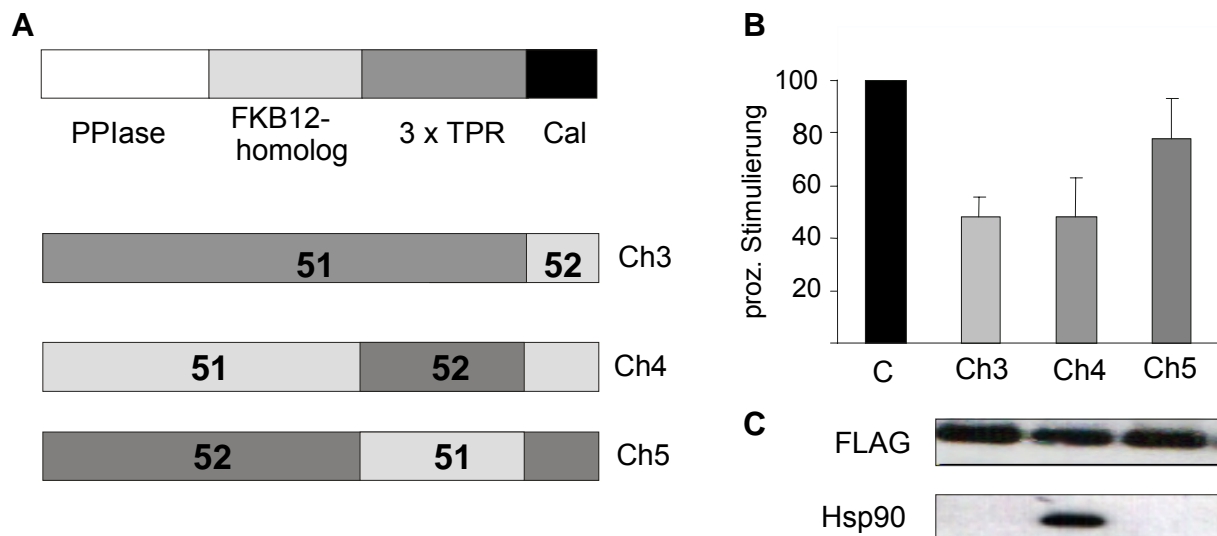 A
PPIase
FKB12-
homolog
3 x TPR
Cal
51
52
Ch3
51
52
Ch4
52
51
Ch5
B
proz. Stimulierung
100
80
60
40
20
C
Ch3
Ch4
Ch5
C
FLAG
Hsp90